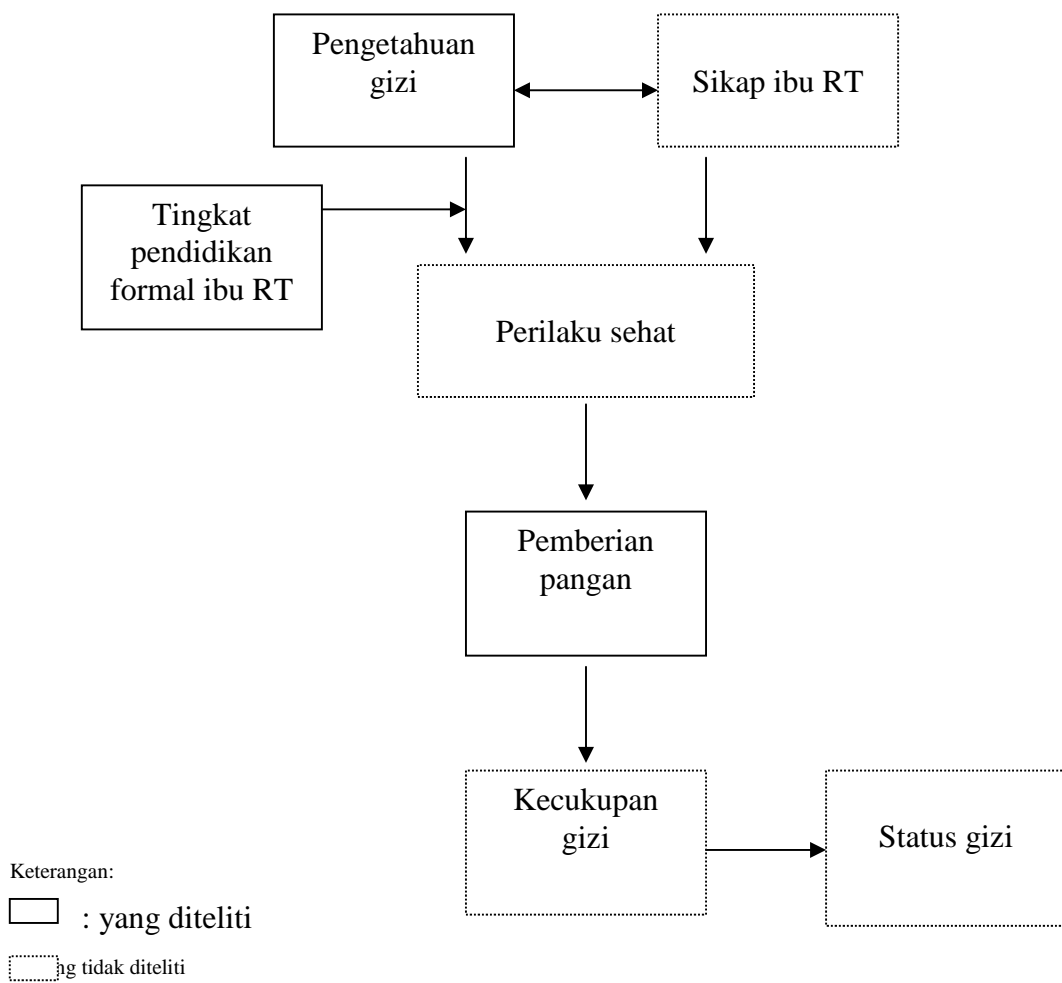 Pengetahuan
gizi
Sikap ibu RT
Tingkat
pendidikan
formal ibu RT
Perilaku sehat
Pemberian
pangan
Kecukupan
gizi
Status gizi
Keterangan:
: yang diteliti
tidak diteliti